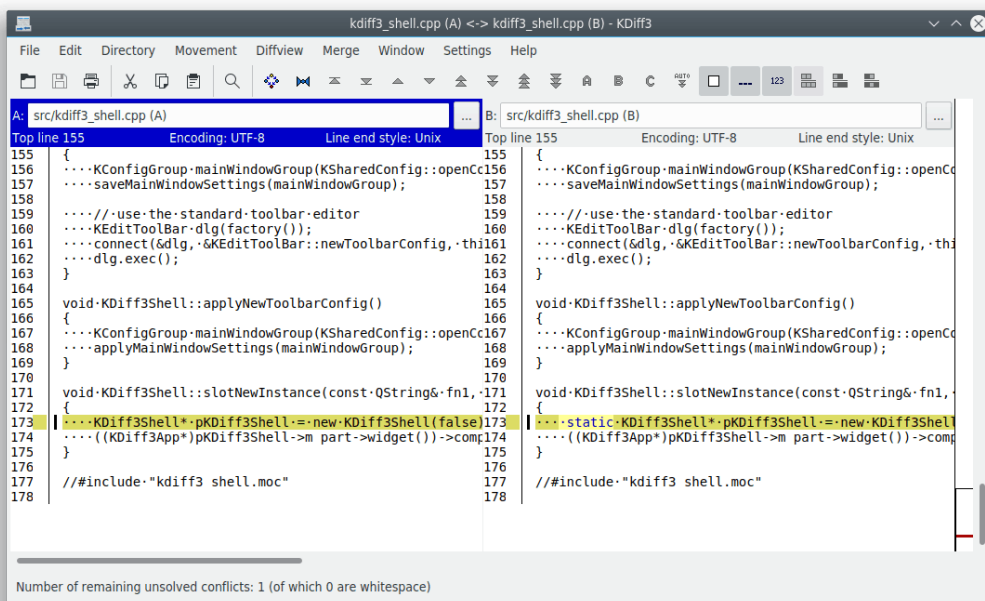 kdiff3_shell.cpp (A) <-> kdiff3_shell.cpp (B) - KDiff3
File Edit Directory Movement Diffview Merge Window Settings Help
A B C AUTO 123
A: src/kdiff3_shell.cpp (A) ... B: src/kdiff3_shell.cpp (B) ...
Top line 155 Encoding: UTF-8 Line end style: Unix Top line 155 Encoding: UTF-8 Line end style: Unix
155 { 155 {
156 ····KConfigGroup·mainWindowGroup(KSharedConfig::openCo 156 ····KConfigGroup·mainWindowGroup(KSharedConfig::openCo
157 ····saveMainWindowSettings(mainWindowGroup); 157 ····saveMainWindowSettings(mainWindowGroup);
158 158
159 ····//·use·the·standard·toolbar·editor 159 ····//·use·the·standard·toolbar·editor
160 ····KEditToolBar·dlg(factory()); 160 ····KEditToolBar·dlg(factory());
161 ····connect(&dlg,·&KEditToolBar::newToolbarConfig,·thi 161 ····connect(&dlg,·&KEditToolBar::newToolbarConfig,·thi
162 ····dlg.exec(); 162 ····dlg.exec();
163 } 163 }
164 164
165 void·KDiff3Shell::applyNewToolbarConfig() 165 void·KDiff3Shell::applyNewToolbarConfig()
166 { 166 {
167 ····KConfigGroup·mainWindowGroup(KSharedConfig::openCo 167 ····KConfigGroup·mainWindowGroup(KSharedConfig::openCo
168 ····applyMainWindowSettings(mainWindowGroup); 168 ····applyMainWindowSettings(mainWindowGroup);
169 } 169 }
170 170
171 void·KDiff3Shell::slotNewInstance(const·QString&·fn1,· 171 void·KDiff3Shell::slotNewInstance(const·QString&·fn1,·
172 { 172 {
173 ····KDiff3Shell*·pKDiff3Shell·=·new·KDiff3Shell(false) 173 ····static·KDiff3Shell*·pKDiff3Shell·=·new·KDiff3Shell
174 ····((KDiff3App*)pKDiff3Shell->m part->widget())->comp 174 ····((KDiff3App*)pKDiff3Shell->m part->widget())->comp
175 } 175 }
176 176
177 //#include·"kdiff3 shell.moc" 177 //#include·"kdiff3 shell.moc"
178 178
Number of remaining unsolved conflicts: 1 (of which 0 are whitespace)